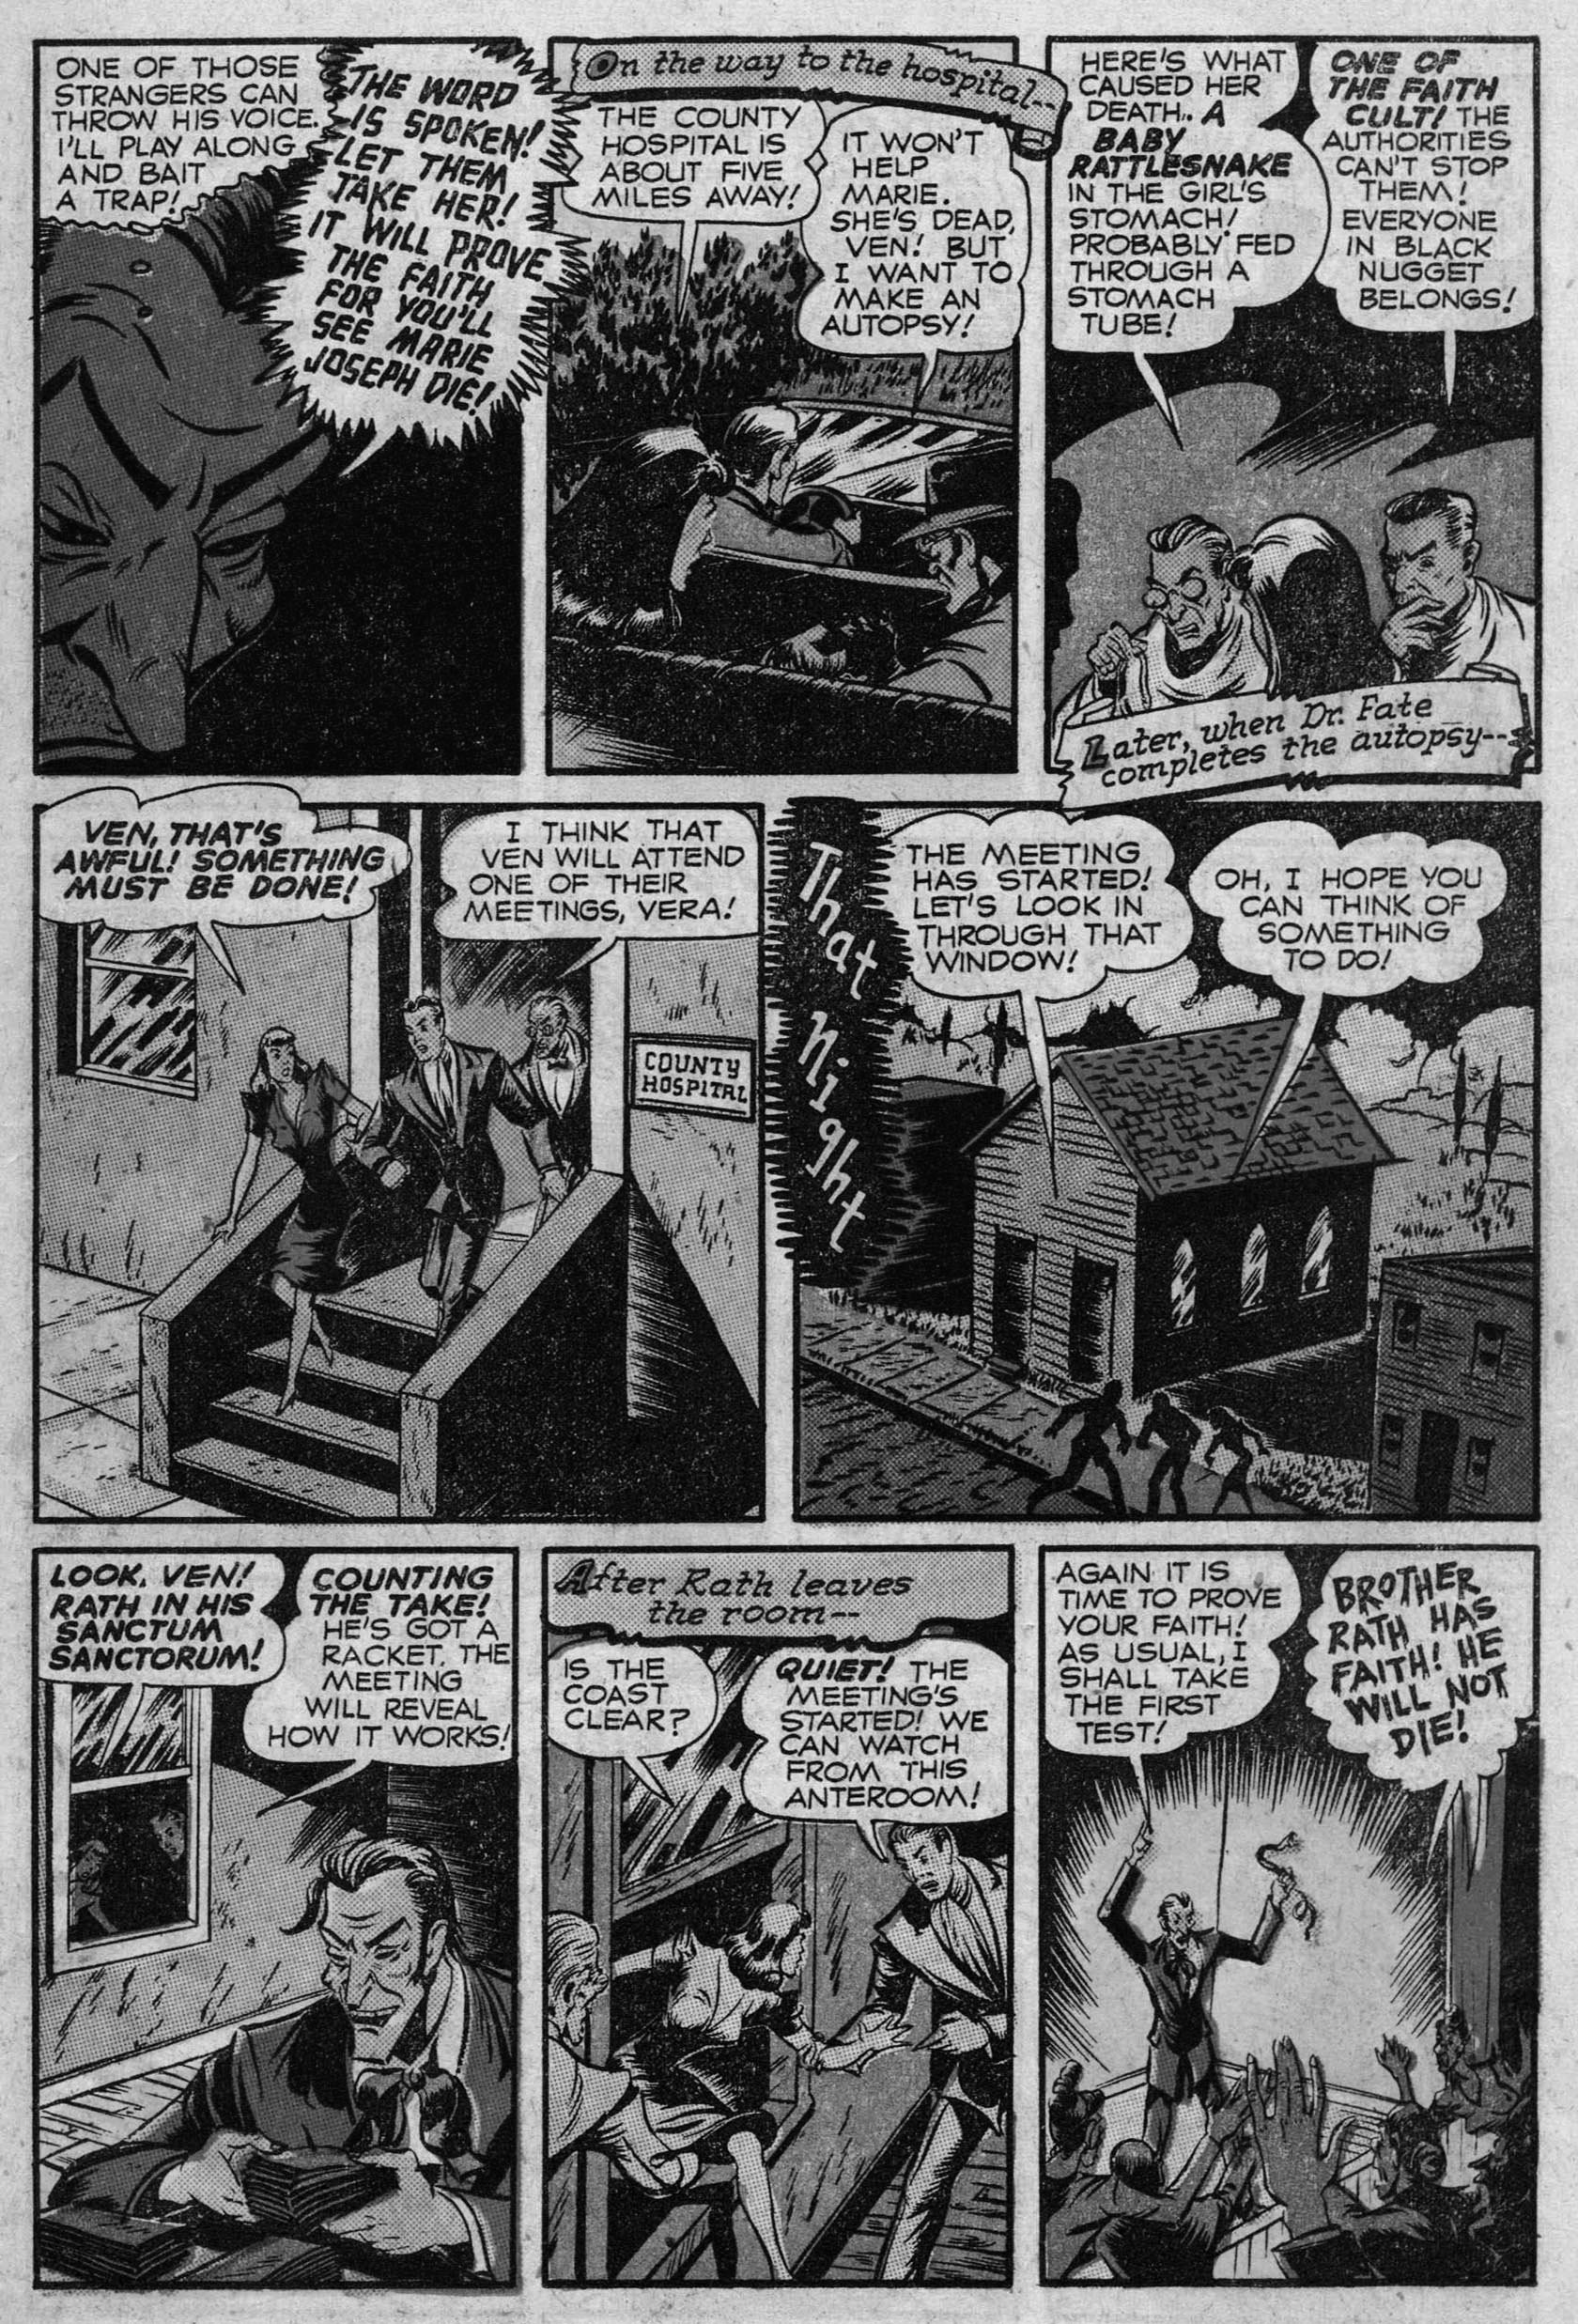 ONE OF THOSE
STRANGERS CAN
THROW HIS VOICE.
I'LL PLAY ALONG
AND BAIT
A TRAP!
THE WORD
IS SPOKEN!
LET THEM
TAKE HER!
IT WILL PROVE
THE FAITH
FOR YOU'LL
SEE MARIE
JOSEPH DIE!
On the way to the hospital--
THE COUNTY
HOSPITAL IS
ABOUT FIVE
MILES AWAY!
IT WON'T
HELP
MARIE.
SHE'S DEAD,
VEN! BUT
I WANT TO
MAKE AN
AUTOPSY!
HERE'S WHAT
CAUSED HER
DEATH.. A
BABY
RATTLESNAKE
IN THE GIRL'S
STOMACH!
PROBABLY FED
THROUGH A
STOMACH
TUBE!
ONE OF
THE FAITH
CULT! THE
AUTHORITIES
CAN'T STOP
THEM!
EVERYONE
IN BLACK
NUGGET
BELONGS!
Later, when Dr. Fate
completes the autopsy--
VEN, THAT'S
AWFUL! SOMETHING
MUST BE DONE!
I THINK THAT
VEN WILL ATTEND
ONE OF THEIR
MEETINGS, VERA!
COUNTY
HOSPITAL
That Night
THE MEETING
HAS STARTED!
LET'S LOOK IN
THROUGH THAT
WINDOW!
OH, I HOPE YOU
CAN THINK OF
SOMETHING
TO DO!
LOOK, VEN!
RATH IN HIS
SANCTUM
SANCTORUM!
COUNTING
THE TAKE!
HE'S GOT A
RACKET. THE
MEETING
WILL REVEAL
HOW IT WORKS!
After Rath leaves
the room--
IS THE
COAST
CLEAR?
QUIET! THE
MEETING'S
STARTED! WE
CAN WATCH
FROM THIS
ANTEROOM!
AGAIN IT IS
TIME TO PROVE
YOUR FAITH!
AS USUAL, I
SHALL TAKE
THE FIRST
TEST!
BROTHER
RATH HAS
FAITH! HE
WILL NOT
DIE!